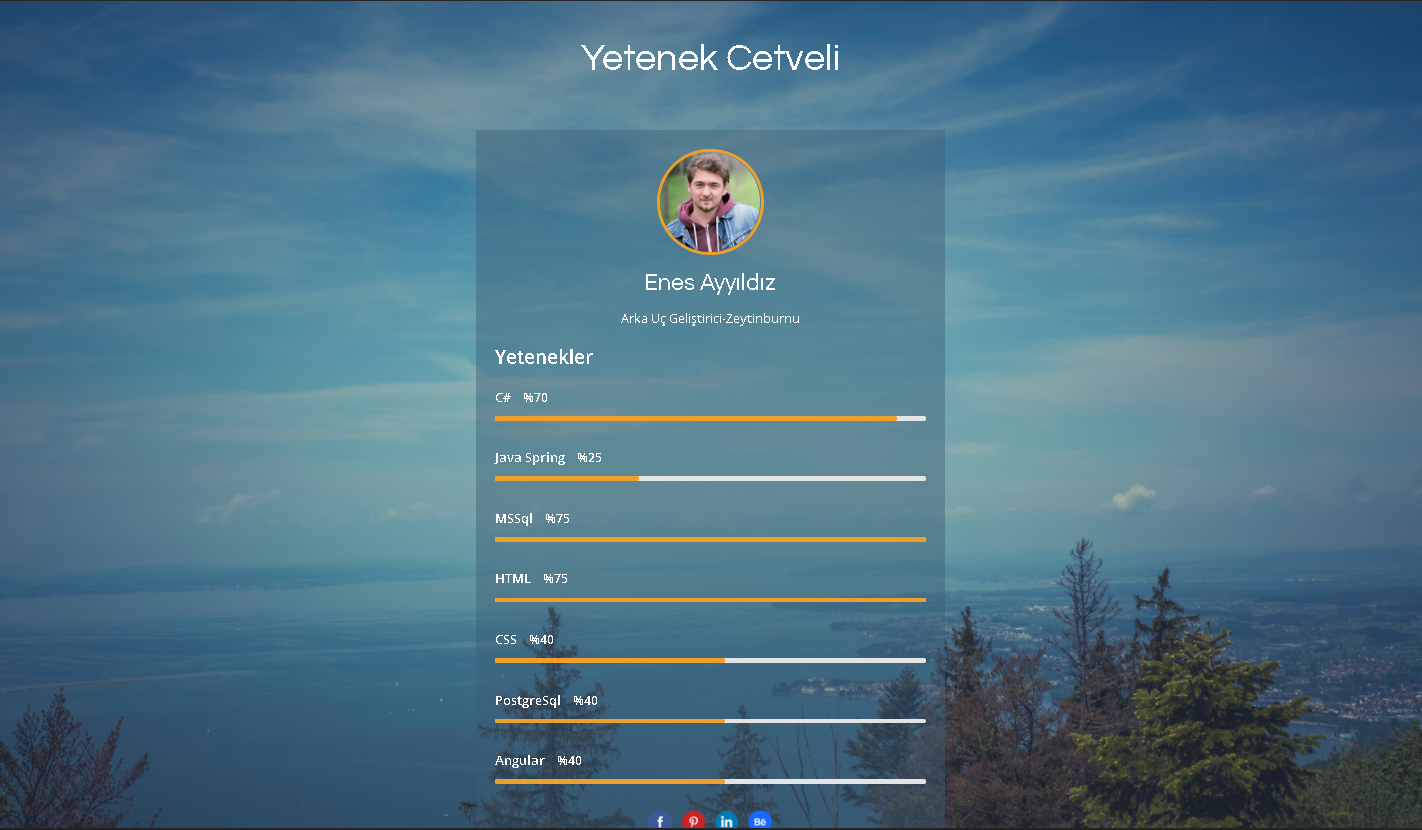 Yetenek Cetveli
Enes Ayyıldız
Arka Uç Geliştirici-Zeytinburnu
Yetenekler
C# %70
Java Spring %25
MSSql %75
HTML %75
CSS %40
PostgreSql %40
Angular %40
f in Bē